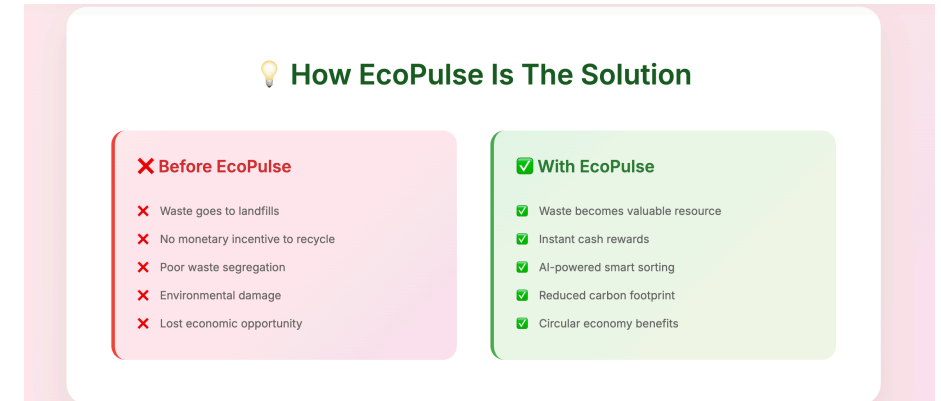 💡 How EcoPulse Is The Solution
❌ Before EcoPulse
❌ Waste goes to landfills
❌ No monetary incentive to recycle
❌ Poor waste segregation
❌ Environmental damage
❌ Lost economic opportunity
✅ With EcoPulse
✅ Waste becomes valuable resource
✅ Instant cash rewards
✅ AI-powered smart sorting
✅ Reduced carbon footprint
✅ Circular economy benefits